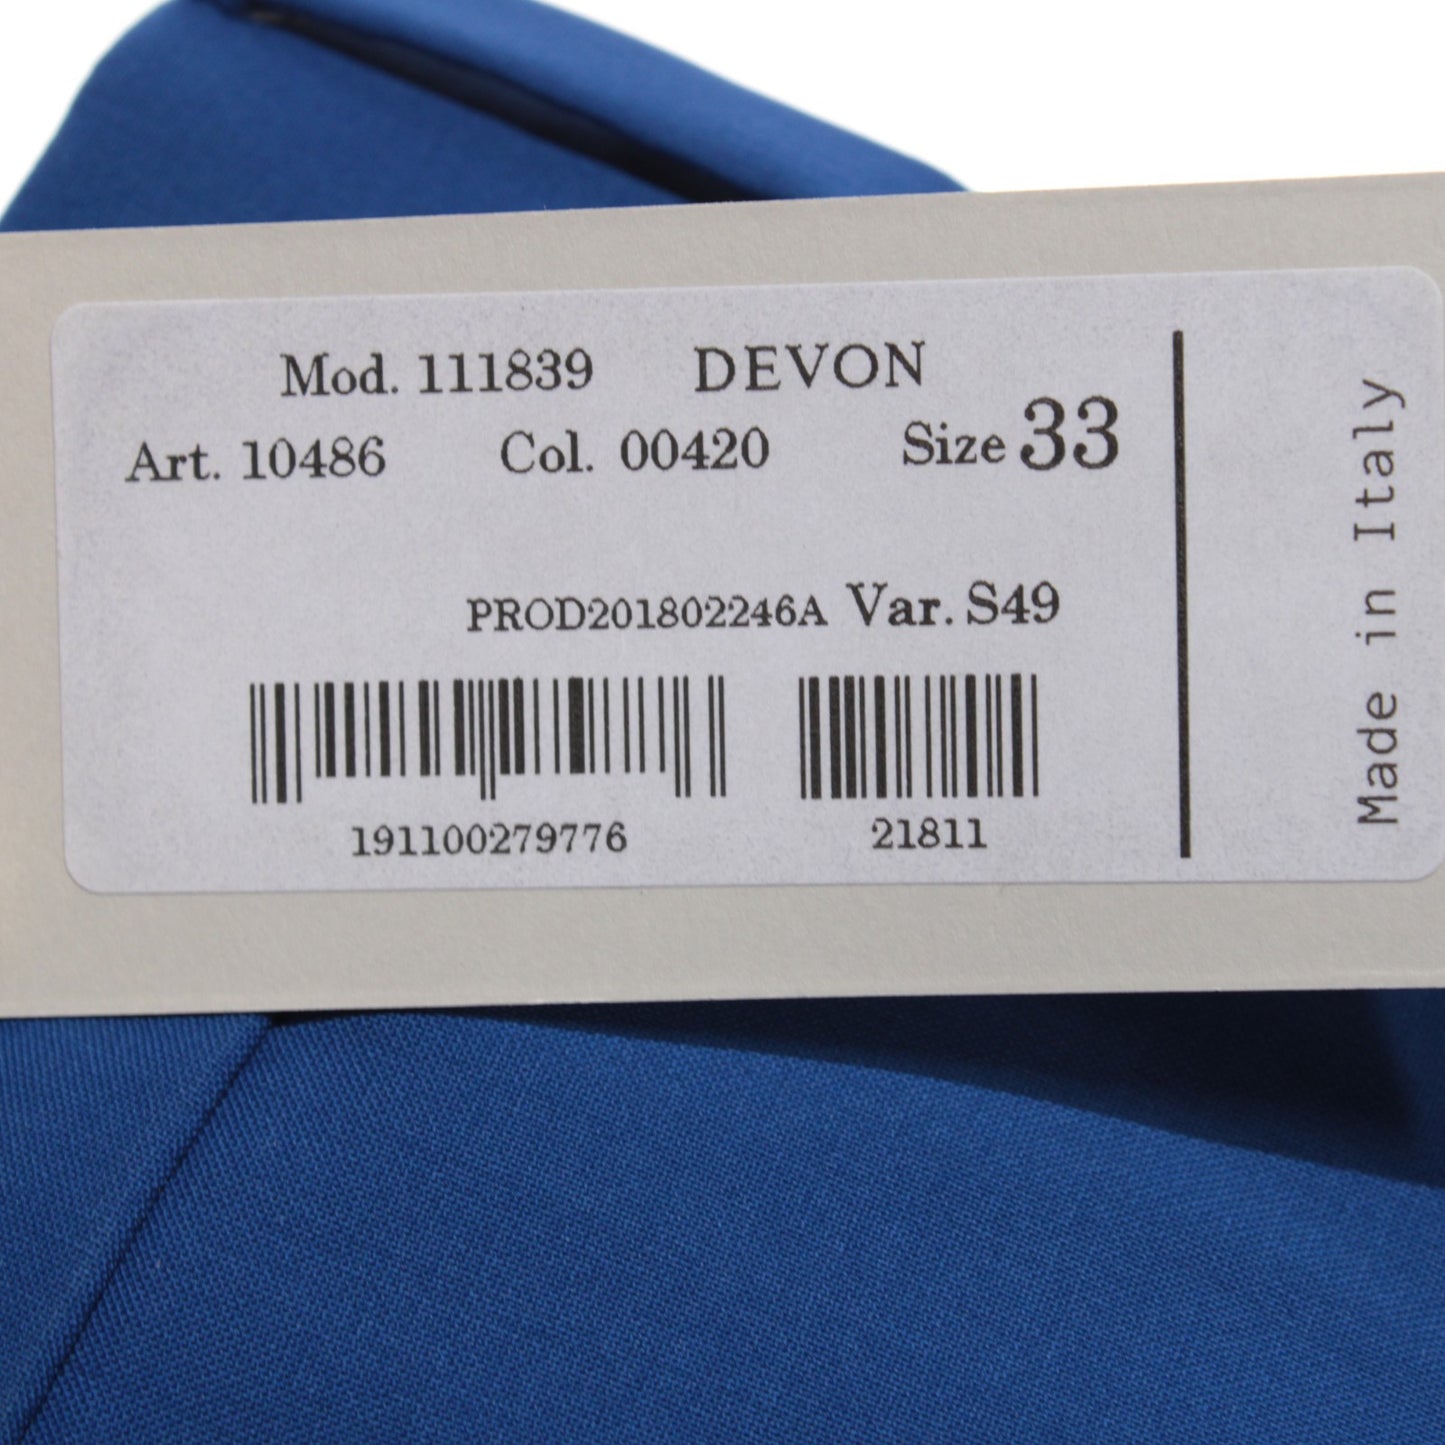 Mod. 111839 DEVON
Art. 10486 Col. 00420 Size 33
PROD201802246A Var. S49
191100279776 21811
Made in Italy